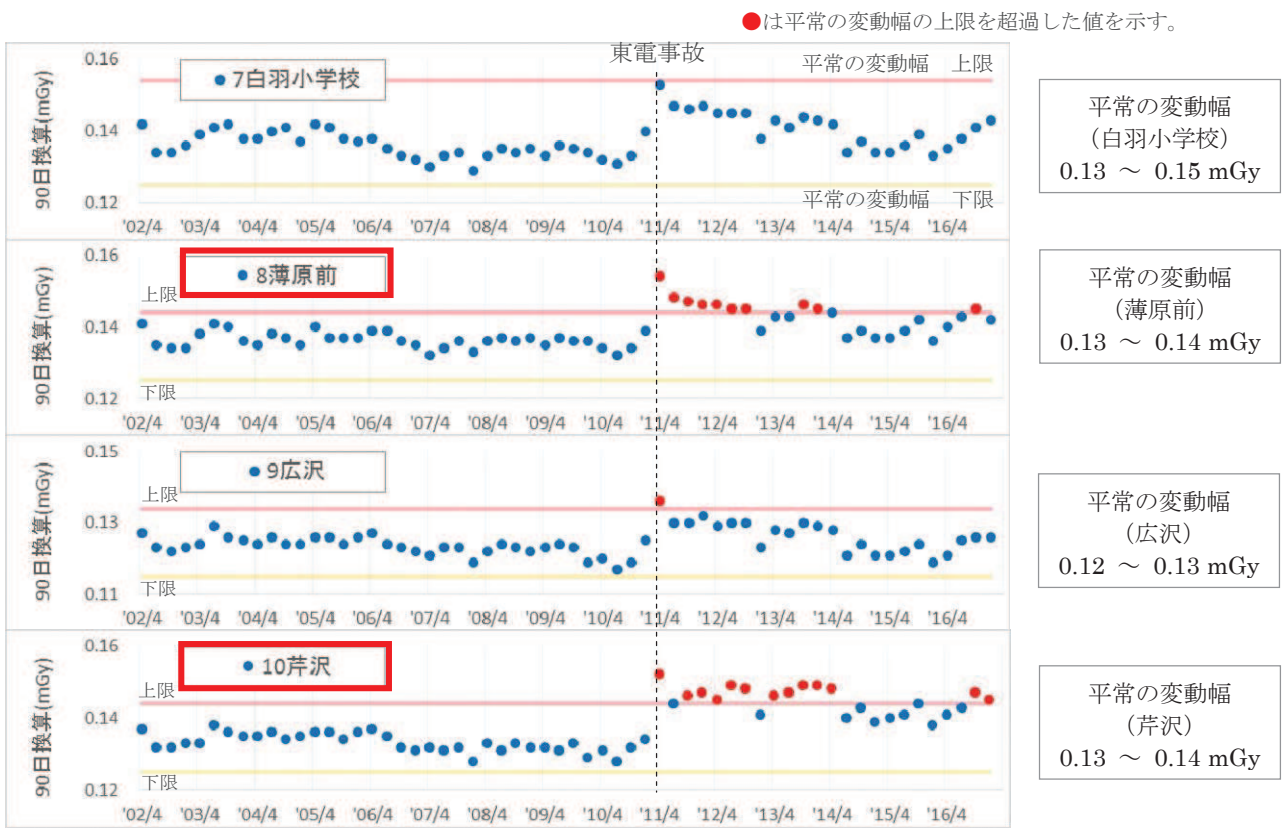 ●は平常の変動幅の上限を超過した値を示す。
東電事故
90日換算(mGy)
0.16
0.14
0.12
●7白羽小学校
平常の変動幅 上限
平常の変動幅 下限
'02/4 '03/4 '04/4 '05/4 '06/4 '07/4 '08/4 '09/4 '10/4 '11/4 '12/4 '13/4 '14/4 '15/4 '16/4
平常の変動幅
(白羽小学校)
0.13 ～ 0.15 mGy
90日換算(mGy)
0.16
0.14
0.12
●8薄原前
上限
下限
'02/4 '03/4 '04/4 '05/4 '06/4 '07/4 '08/4 '09/4 '10/4 '11/4 '12/4 '13/4 '14/4 '15/4 '16/4
平常の変動幅
(薄原前)
0.13 ～ 0.14 mGy
90日換算(mGy)
0.15
0.13
0.11
●9広沢
上限
下限
'02/4 '03/4 '04/4 '05/4 '06/4 '07/4 '08/4 '09/4 '10/4 '11/4 '12/4 '13/4 '14/4 '15/4 '16/4
平常の変動幅
(広沢)
0.12 ～ 0.13 mGy
90日換算(mGy)
0.16
0.14
0.12
●10芹沢
上限
下限
'02/4 '03/4 '04/4 '05/4 '06/4 '07/4 '08/4 '09/4 '10/4 '11/4 '12/4 '13/4 '14/4 '15/4 '16/4
平常の変動幅
(芹沢)
0.13 ～ 0.14 mGy